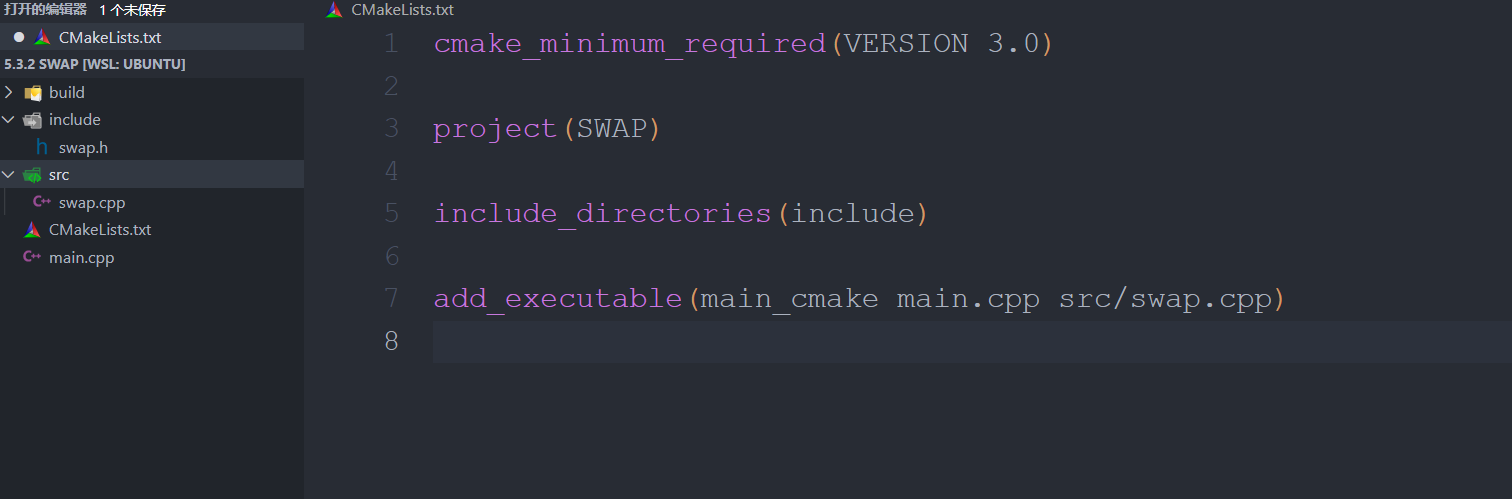 打开的编辑器 1 个未保存
CMakeLists.txt
5.3.2 SWAP [WSL: UBUNTU]
build
include
swap.h
src
swap.cpp
CMakeLists.txt
main.cpp
CMakeLists.txt
1 cmake_minimum_required(VERSION 3.0)
2
3 project(SWAP)
4
5 include_directories(include)
6
7 add_executable(main_cmake main.cpp src/swap.cpp)
8